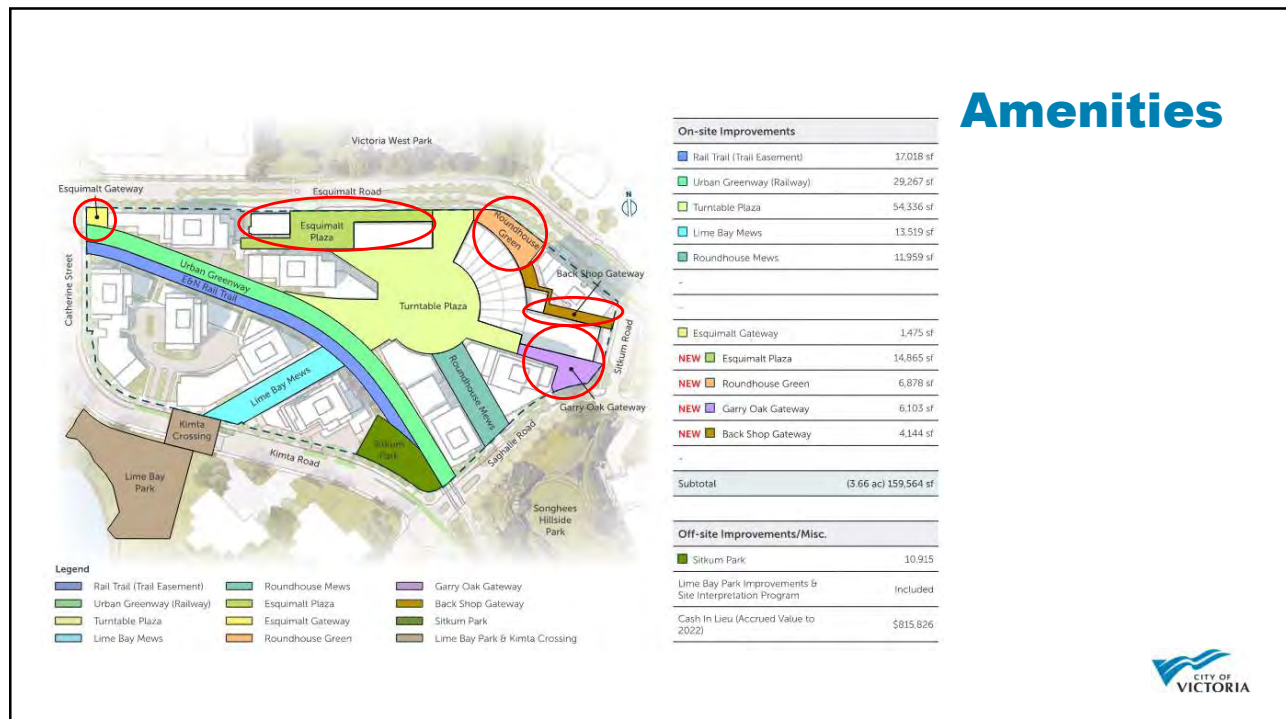 Amenities
Victoria West Park
Esquimalt Gateway
Esquimalt Road
N
Esquimalt
Plaza
Roundhouse
Green
Back Shop Gateway
Catherine Street
Urban Greenway
E&N Rail Trail
Turntable Plaza
Sitkum Road
Lime Bay Mews
Roundhouse Mews
Garry Oak Gateway
Kimta
Crossing
Sitkum
Park
Saghalie Road
Kimta Road
Lime Bay
Park
Songhees
Hillside
Park
Legend
Rail Trail (Trail Easement)
Urban Greenway (Railway)
Turntable Plaza
Lime Bay Mews
Roundhouse Mews
Esquimalt Plaza
Esquimalt Gateway
Roundhouse Green
Garry Oak Gateway
Back Shop Gateway
Sitkum Park
Lime Bay Park & Kimta Crossing
On-site Improvements
Rail Trail (Trail Easement) 17,018 sf
Urban Greenway (Railway) 29,267 sf
Turntable Plaza 54,336 sf
Lime Bay Mews 13,519 sf
Roundhouse Mews 11,959 sf
-
-
Esquimalt Gateway 1,475 sf
NEW Esquimalt Plaza 14,865 sf
NEW Roundhouse Green 6,878 sf
NEW Garry Oak Gateway 6,103 sf
NEW Back Shop Gateway 4,144 sf
-
Subtotal (3.66 ac) 159,564 sf
Off-site Improvements/Misc.
Sitkum Park 10,915
Lime Bay Park Improvements &
Site Interpretation Program Included
Cash In Lieu (Accrued Value to
2022) $815,826
CITY OF
VICTORIA